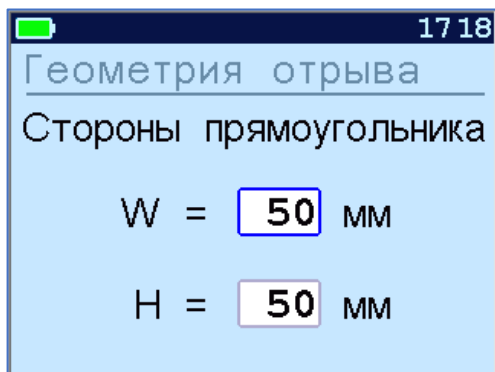 17 18
Геометрия отрыва
Стороны прямоугольника
W = 50 мм
H = 50 мм